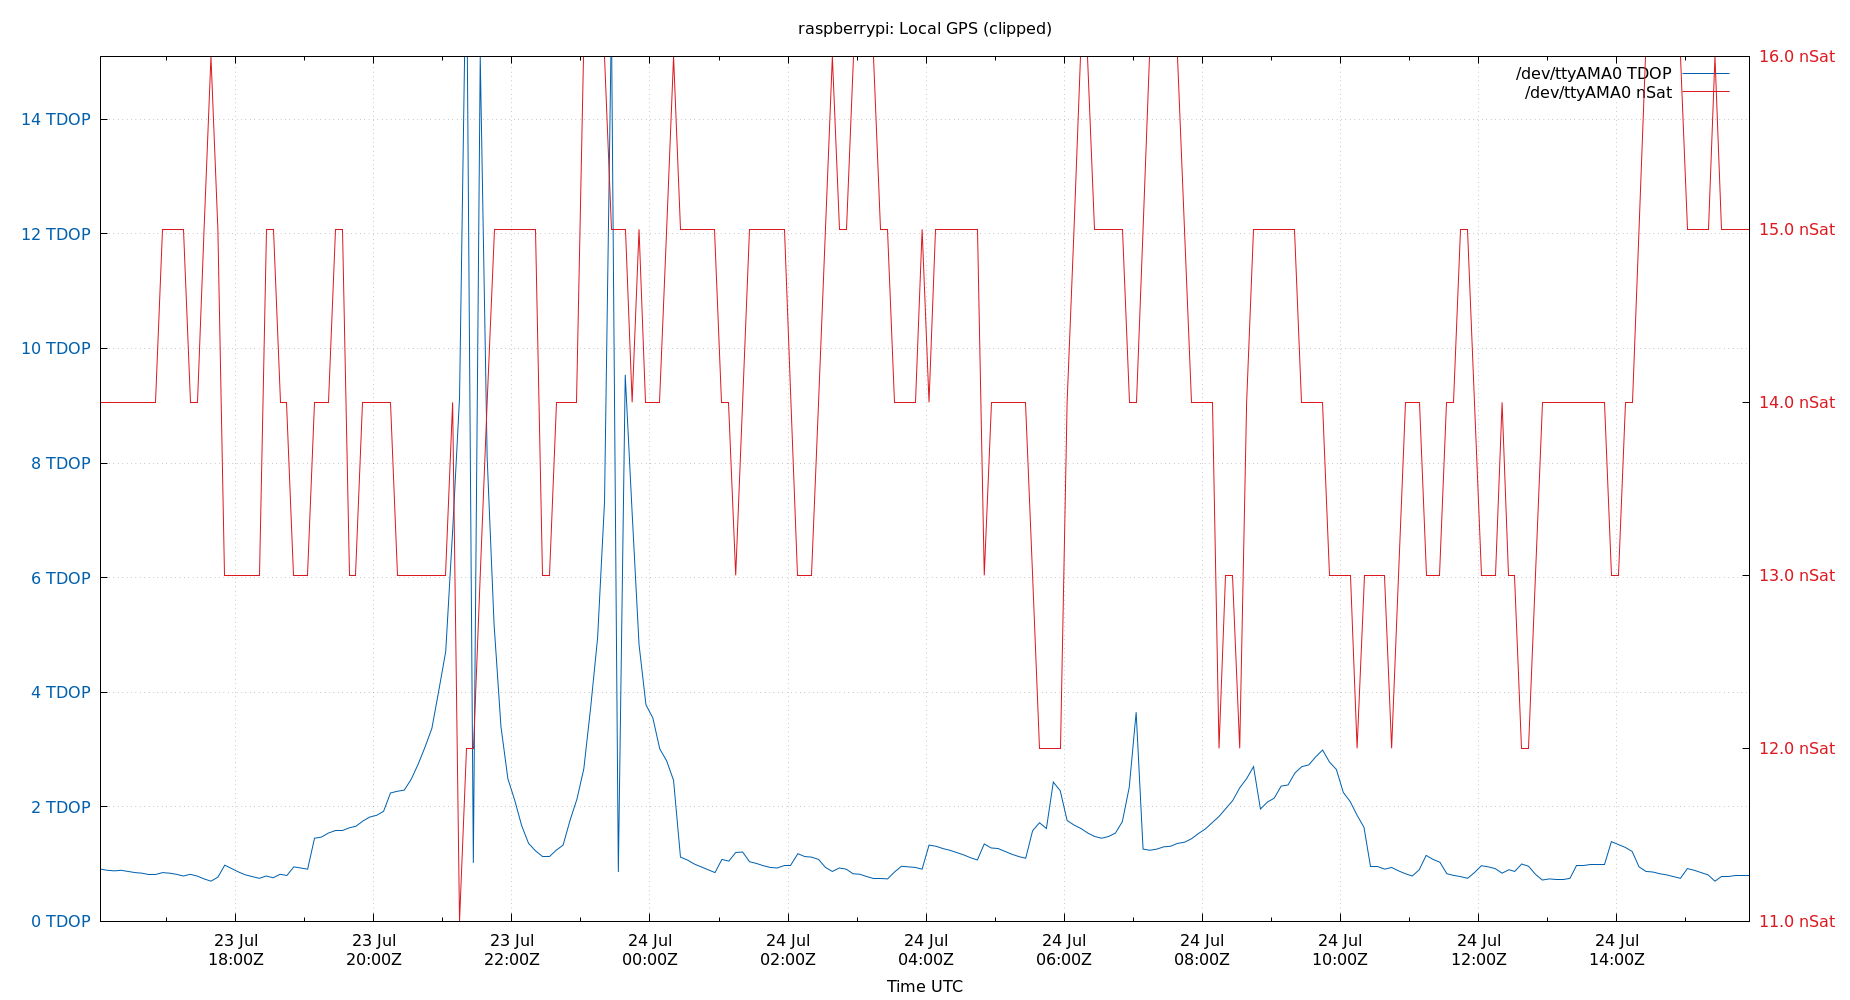 raspberrypi: Local GPS (clipped)
16.0 nSat
/dev/ttyAMA0 TDOP
/dev/ttyAMA0 nSat
14 TDOP
12 TDOP
15.0 nSat
10 TDOP
14.0 nSat
8 TDOP
6 TDOP
13.0 nSat
4 TDOP
12.0 nSat
2 TDOP
0 TDOP
11.0 nSat
23 Jul 23 Jul 23 Jul 24 Jul 24 Jul 24 Jul 24 Jul 24 Jul 24 Jul 24 Jul 24 Jul
18:00Z 20:00Z 22:00Z 00:00Z 02:00Z 04:00Z 06:00Z 08:00Z 10:00Z 12:00Z 14:00Z
Time UTC